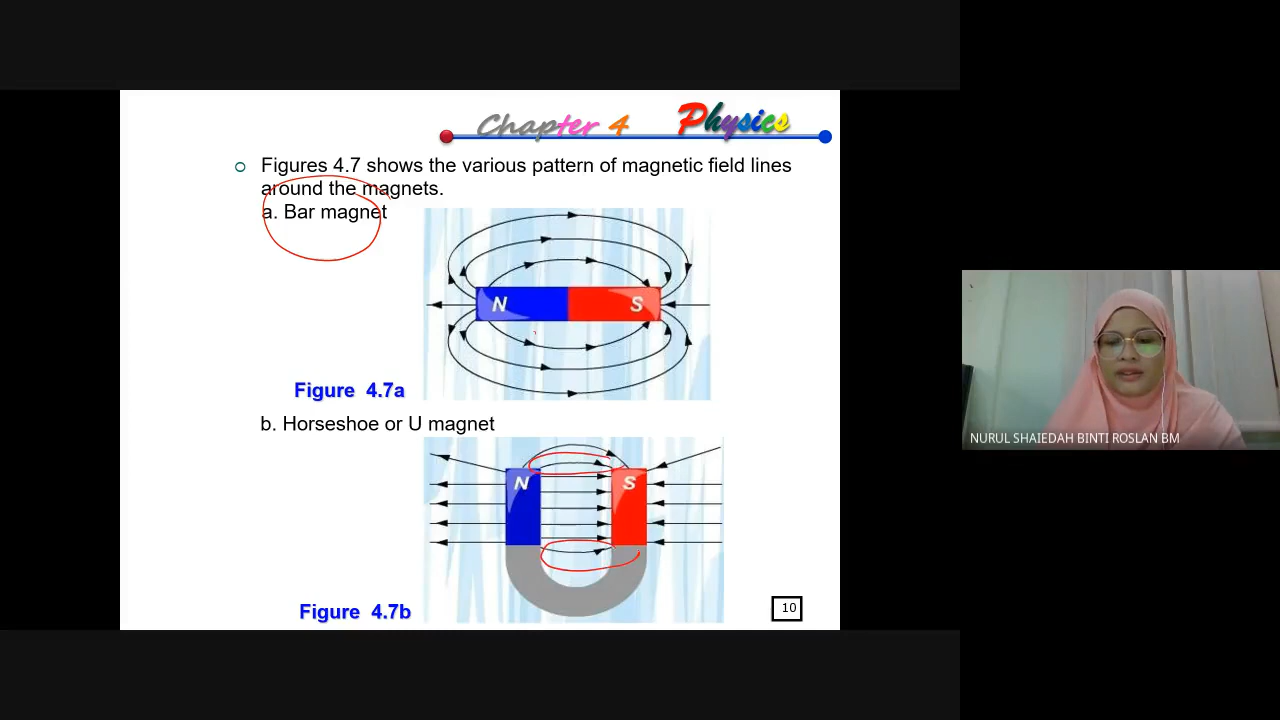 Chapter 4 Physics
Figures 4.7 shows the various pattern of magnetic field lines
around the magnets.
a. Bar magnet
N S
Figure 4.7a
b. Horseshoe or U magnet
N S
Figure 4.7b
10
NURUL SHAIEDAH BINTI ROSLAN BM